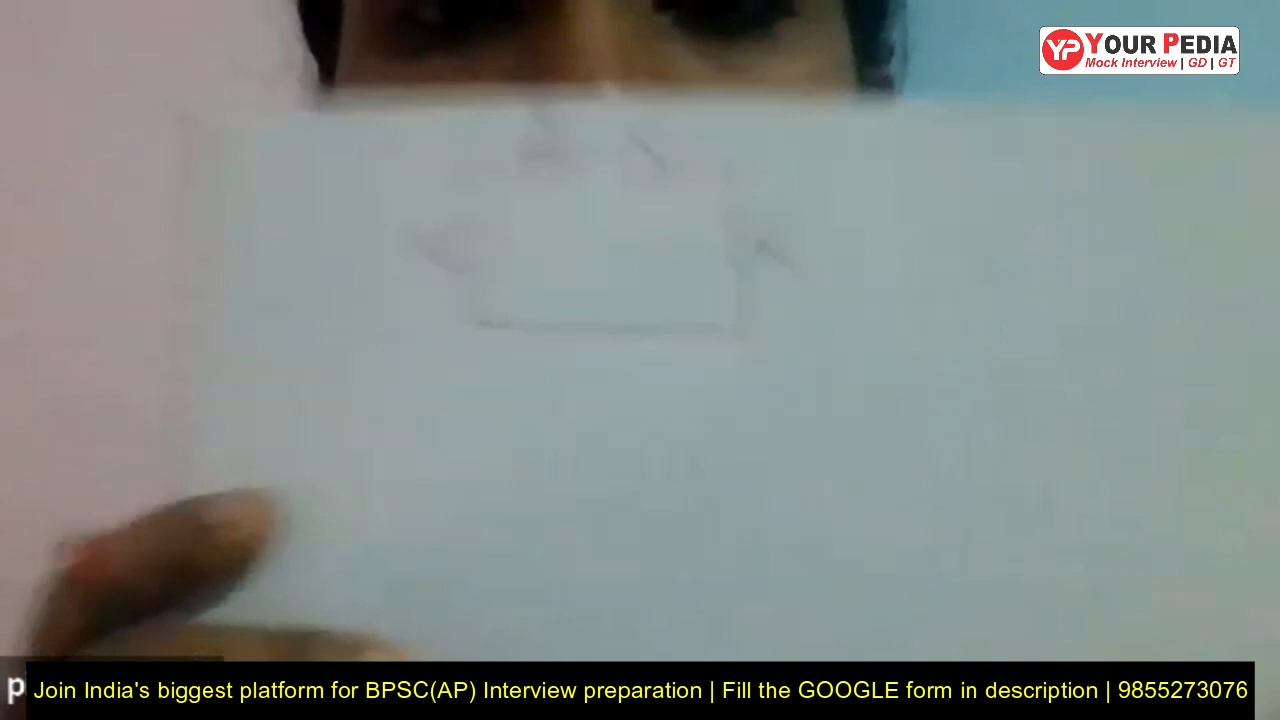 YP YOUR PEDIA
Mock Interview | GD | GT
p
Join India's biggest platform for BPSC(AP) Interview preparation | Fill the GOOGLE form in description | 9855273076